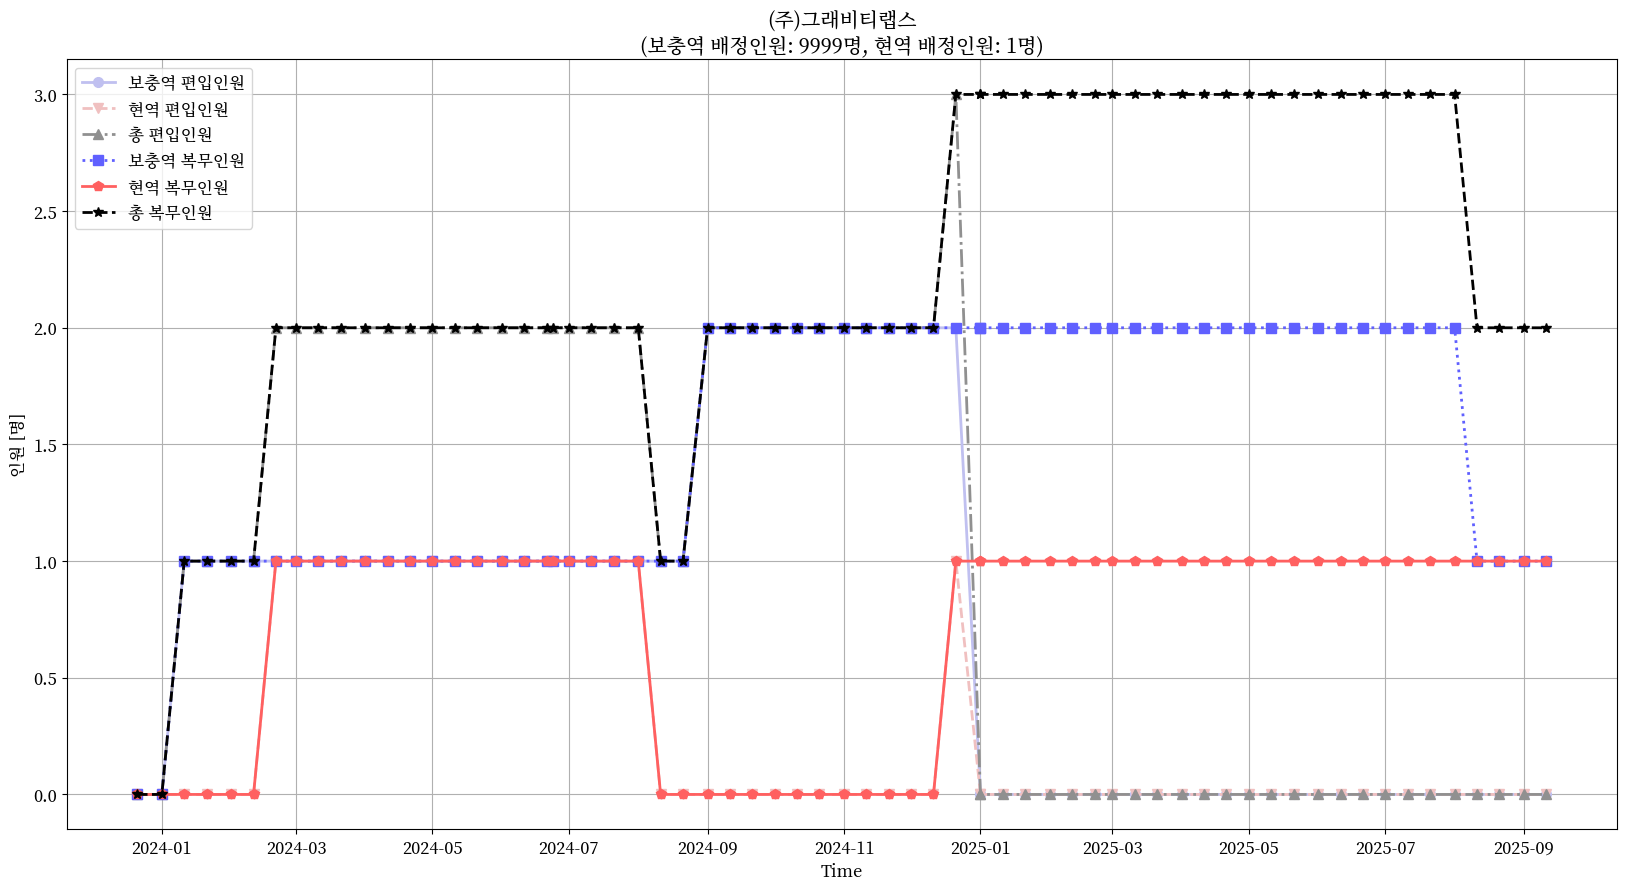 (주)그래비티랩스
(보충역 배정인원: 9999명, 현역 배정인원: 1명)
보충역 편입인원
현역 편입인원
총 편입인원
보충역 복무인원
현역 복무인원
총 복무인원
인원 [명]
3.0
2.5
2.0
1.5
1.0
0.5
0.0
2024-01
2024-03
2024-05
2024-07
2024-09
2024-11
2025-01
2025-03
2025-05
2025-07
2025-09
Time